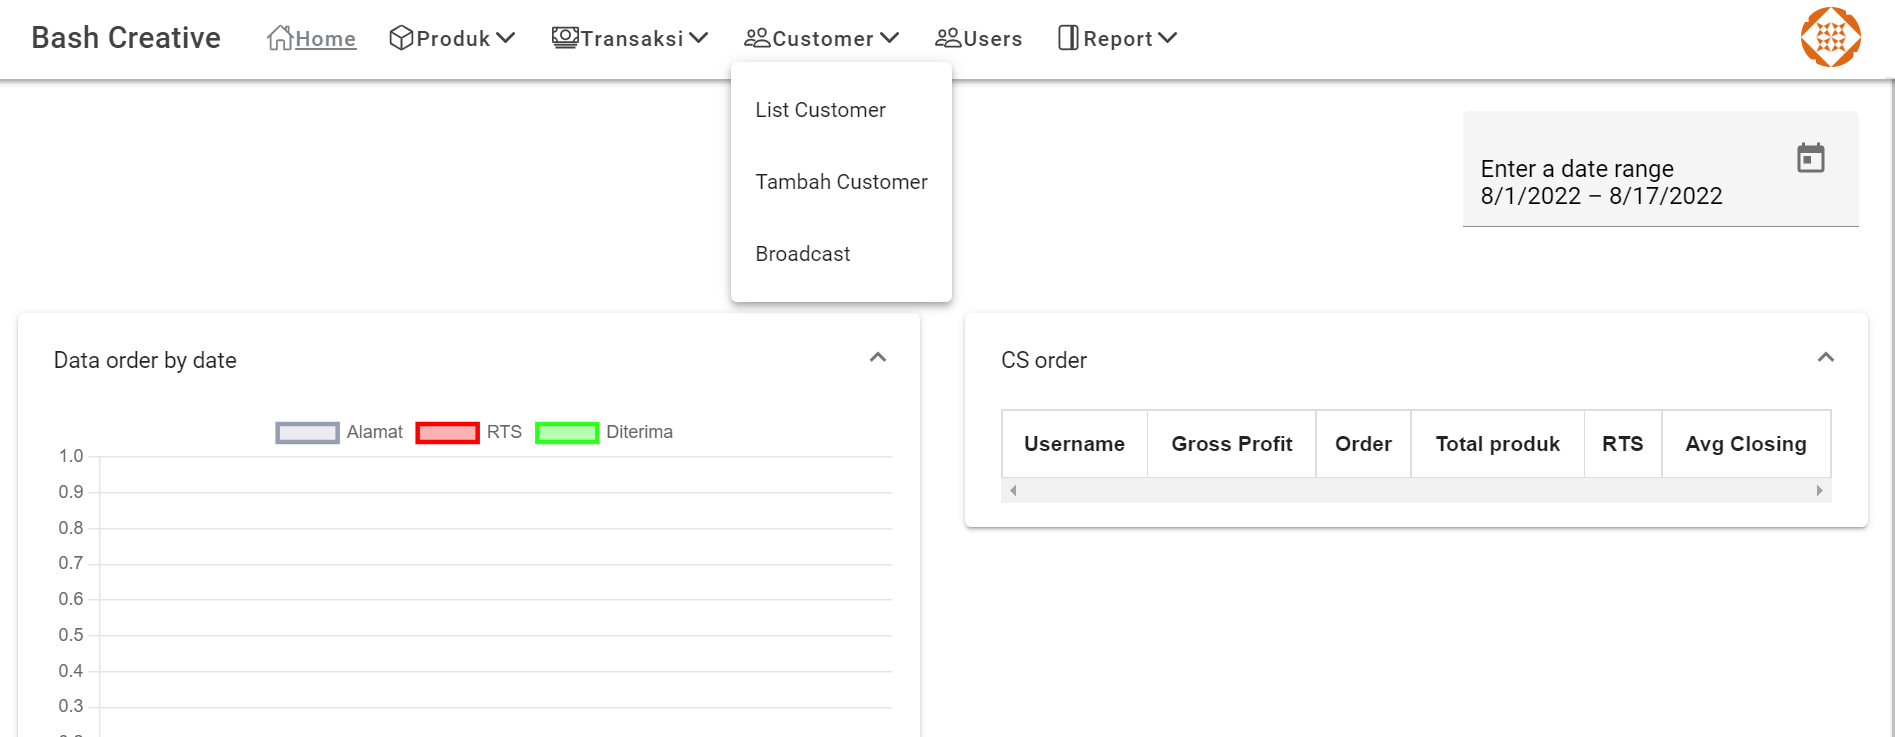 Bash Creative Home Produk Transaksi Customer Users Report
List Customer
Tambah Customer
Broadcast
Enter a date range
8/1/2022 – 8/17/2022
Data order by date
Alamat RTS Diterima
1.0
0.9
0.8
0.7
0.6
0.5
0.4
0.3
CS order
Username Gross Profit Order Total produk RTS Avg Closing